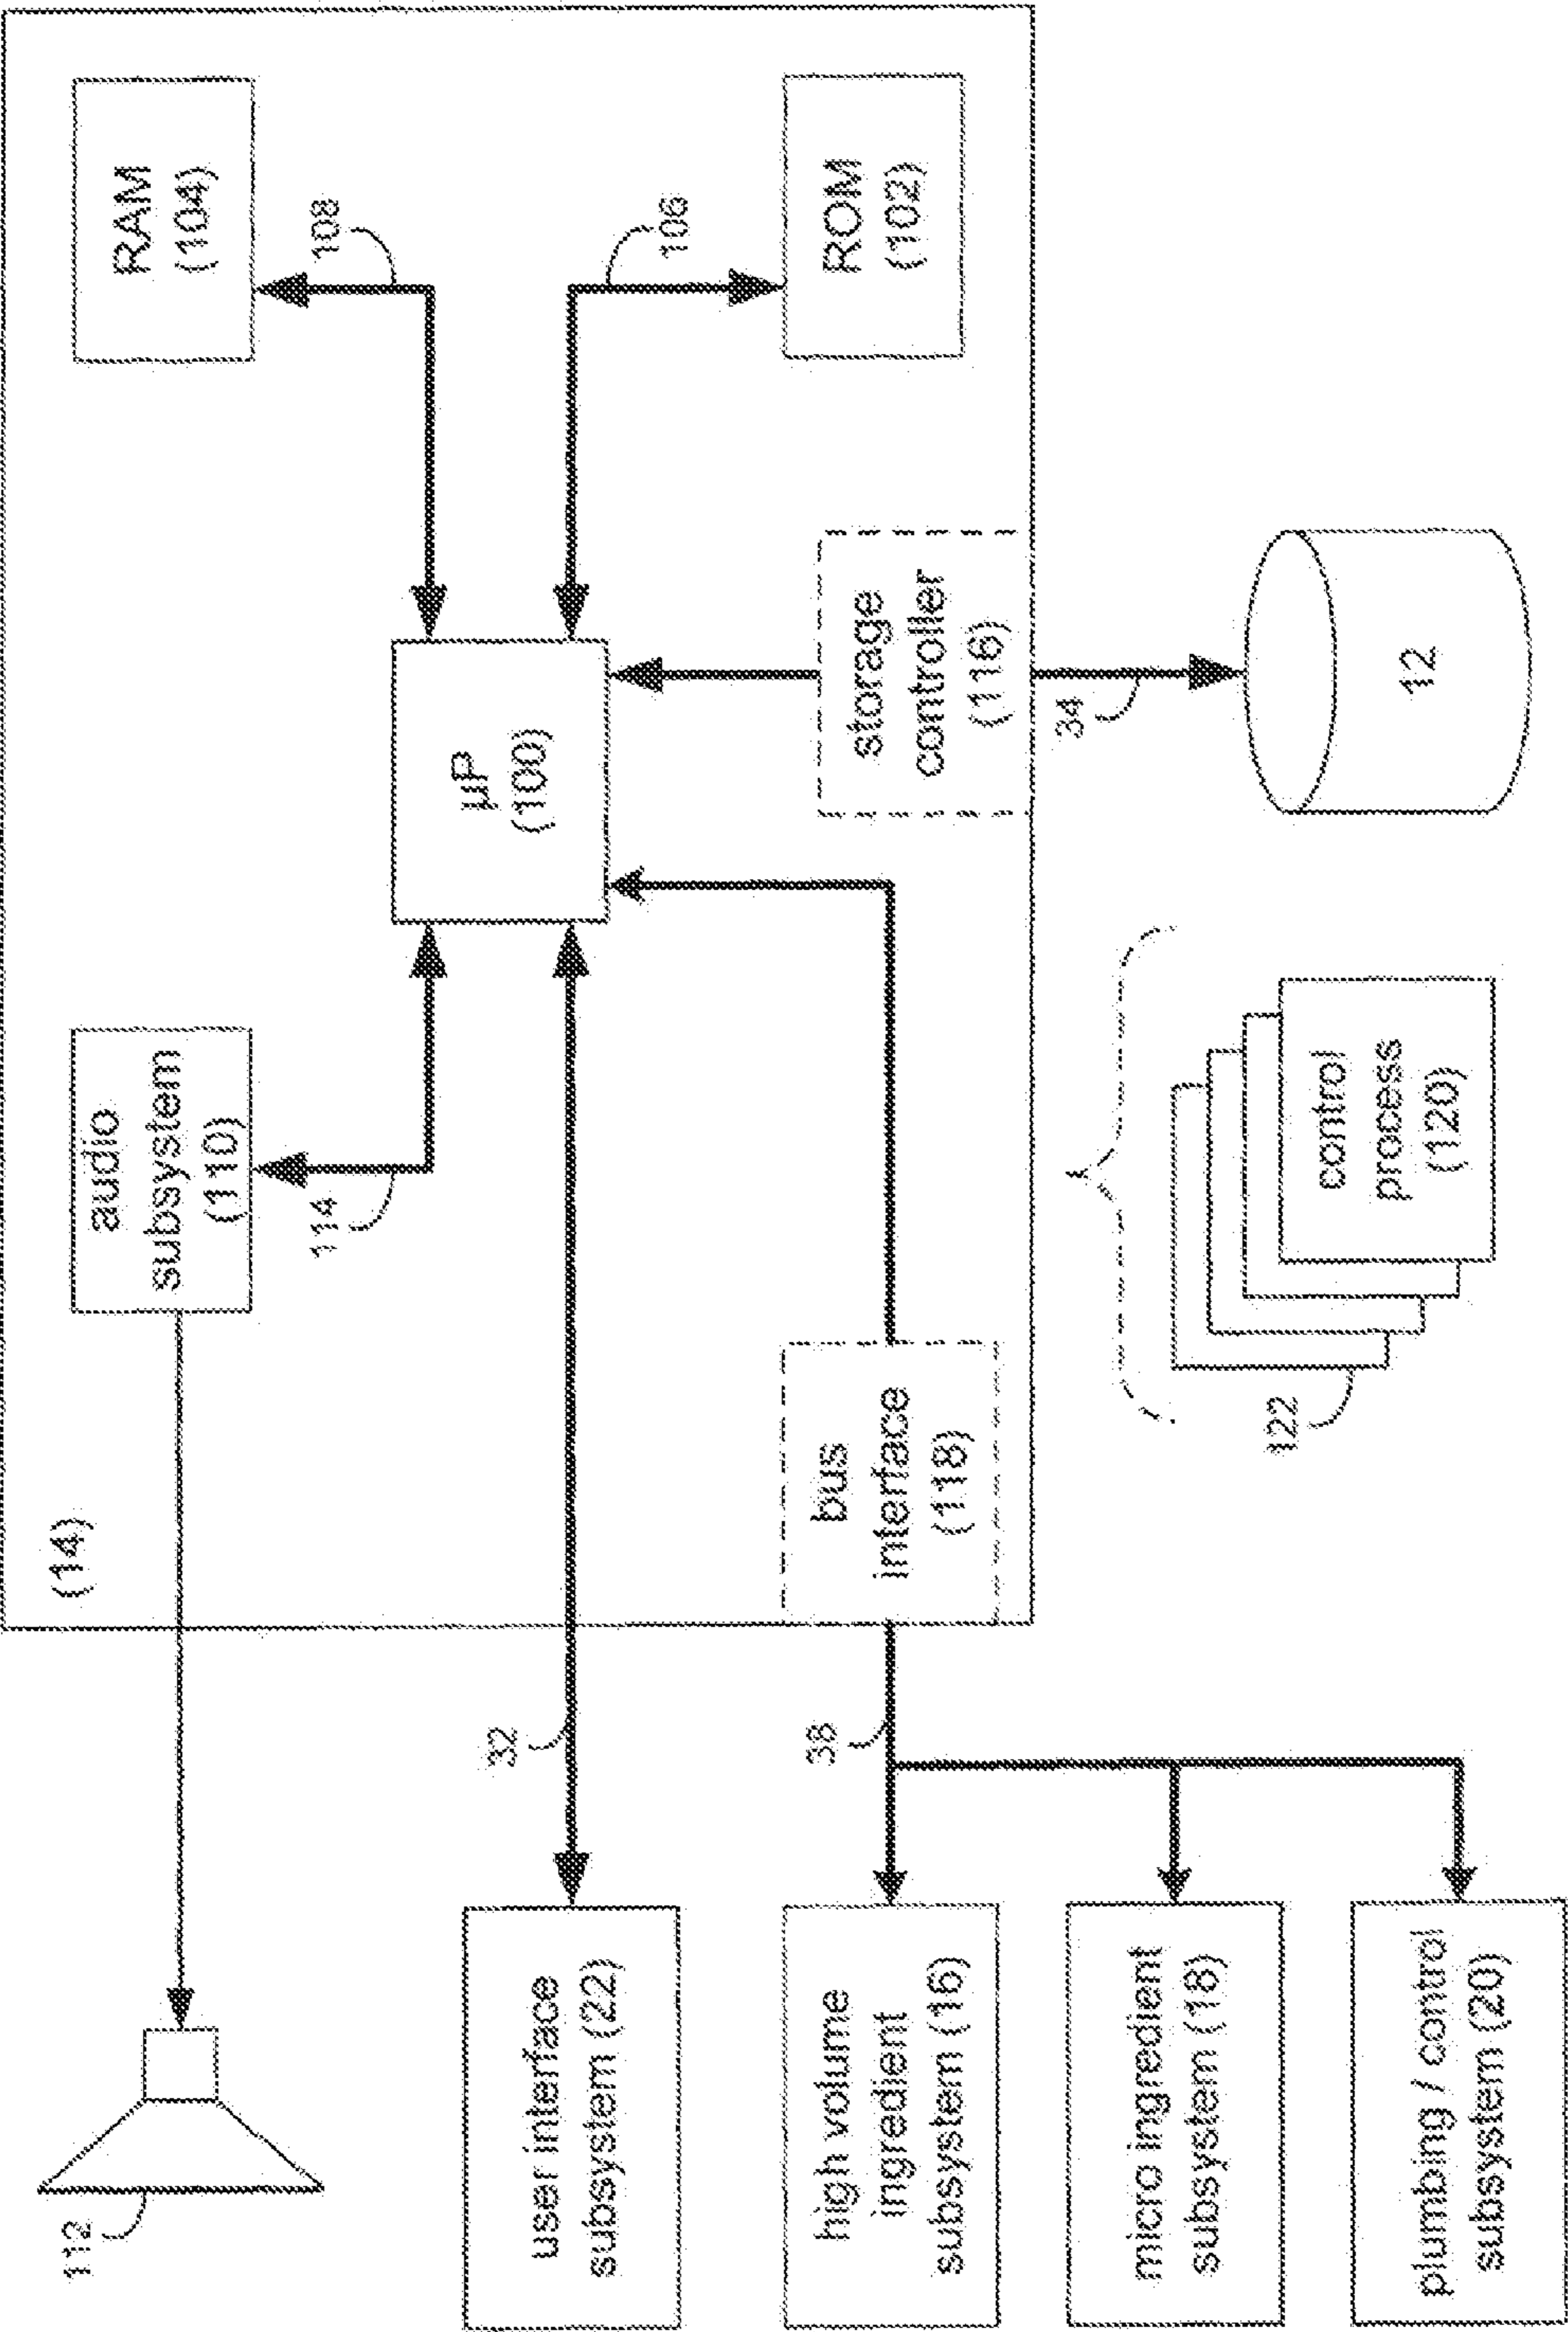 112
(14)
audio
subsystem
(110)
RAM
(104)
114
108
µP
(100)
106
user interface
subsystem (22)
32
high volume
ingredient
subsystem (16)
38
bus
interface
(118)
storage
controller
(116)
ROM
(102)
34
micro ingredient
subsystem (18)
plumbing / control
subsystem (20)
122
control
process
(120)
12